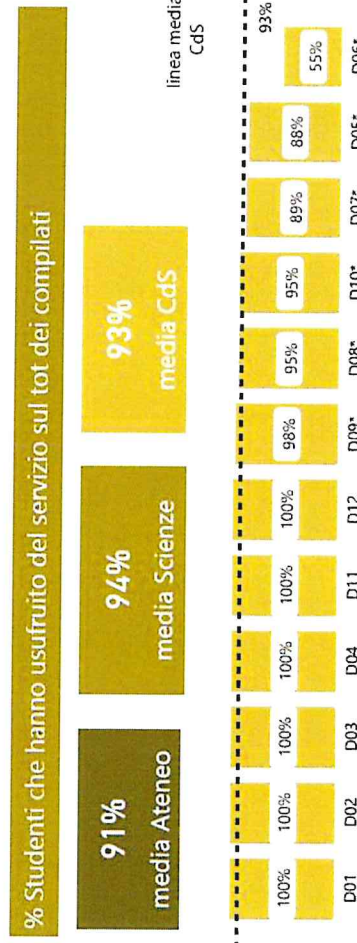 % Studenti che hanno usufruito del servizio sul tot dei compilati
91%
media Ateneo
94%
media Scienze
93%
media CdS
linea media
CdS
93%
100% 100% 100% 100% 100% 100% 98% 95% 95% 89% 88% 55%
D01 D02 D03 D04 D11 D12 D09* D08* D10* D07* D05* D06*